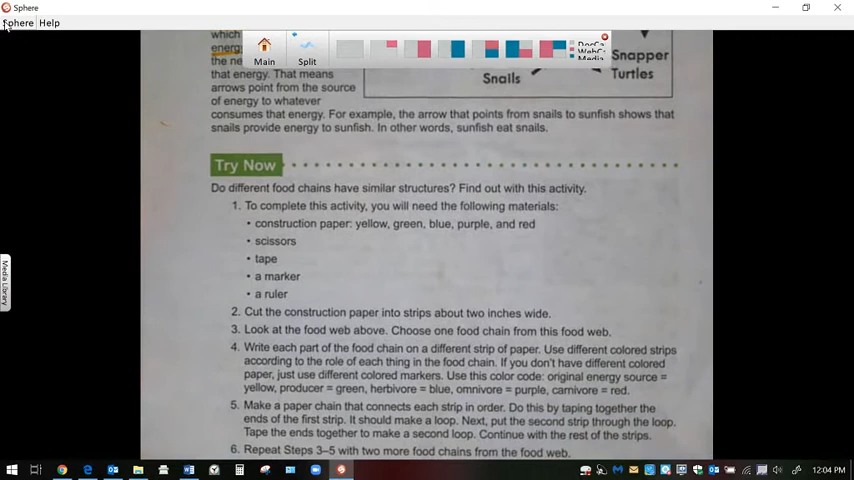 Sphere
Sphere Help
which
energy
the ne
that energy. That means
arrows point from the source
of energy to whatever
consumes that energy. For example, the arrow that points from snails to sunfish shows that
snails provide energy to sunfish. In other words, sunfish eat snails.
Main
Split
DocCa
WebCa
Media
Snapper
Turtles
Snails
Try Now
Do different food chains have similar structures? Find out with this activity.
1. To complete this activity, you will need the following materials:
• construction paper: yellow, green, blue, purple, and red
• scissors
• tape
• a marker
• a ruler
2. Cut the construction paper into strips about two inches wide.
3. Look at the food web above. Choose one food chain from this food web.
4. Write each part of the food chain on a different strip of paper. Use different colored strips
according to the role of each thing in the food chain. If you don't have different colored
paper, just use different colored markers. Use this color code: original energy source =
yellow, producer = green, herbivore = blue, omnivore = purple, carnivore = red.
5. Make a paper chain that connects each strip in order. Do this by taping together the
ends of the first strip. It should make a loop. Next, put the second strip through the loop.
Tape the ends together to make a second loop. Continue with the rest of the strips.
6. Repeat Steps 3–5 with two more food chains from the food web.
Media Library
12:04 PM